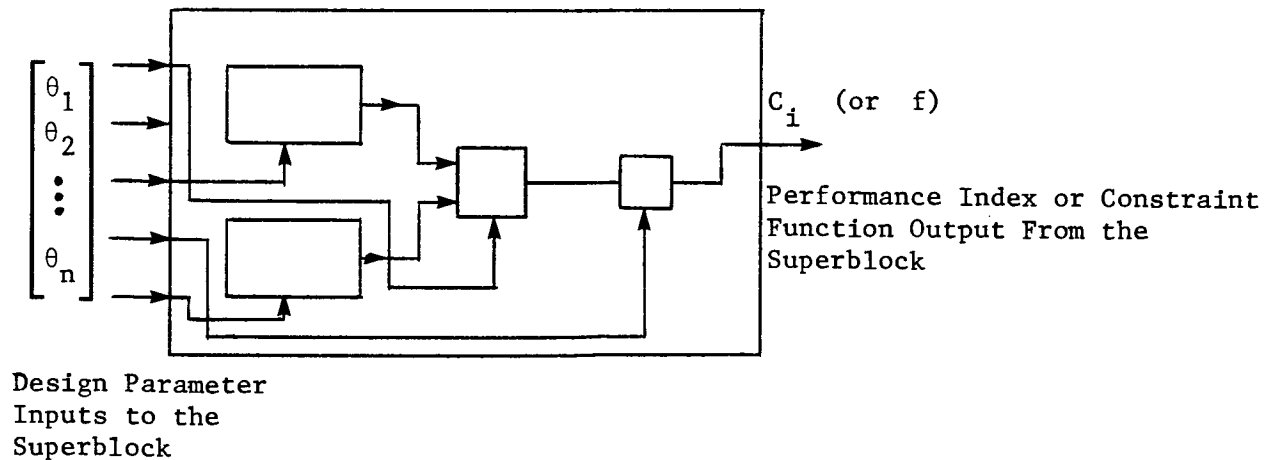 θ1
θ2
⋮
θn
Ci (or f)
Performance Index or Constraint
Function Output From the
Superblock
Design Parameter
Inputs to the
Superblock